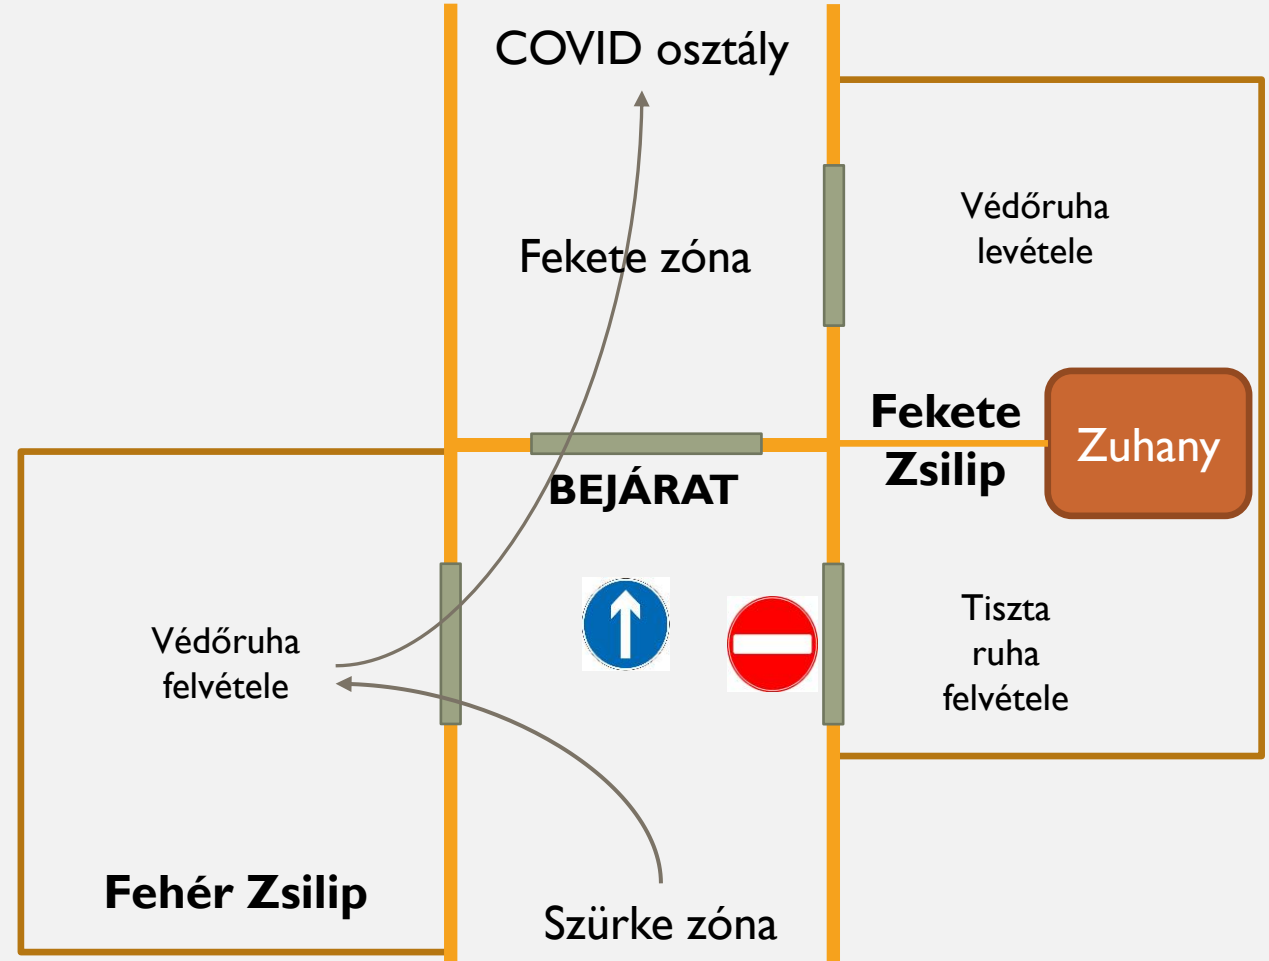 COVID osztály
Védőruha
levétele
Fekete zóna
Fekete
Zsilip
Zuhany
BEJÁRAT
Védőruha
felvétele
Tiszta
ruha
felvétele
Fehér Zsilip
Szürke zóna